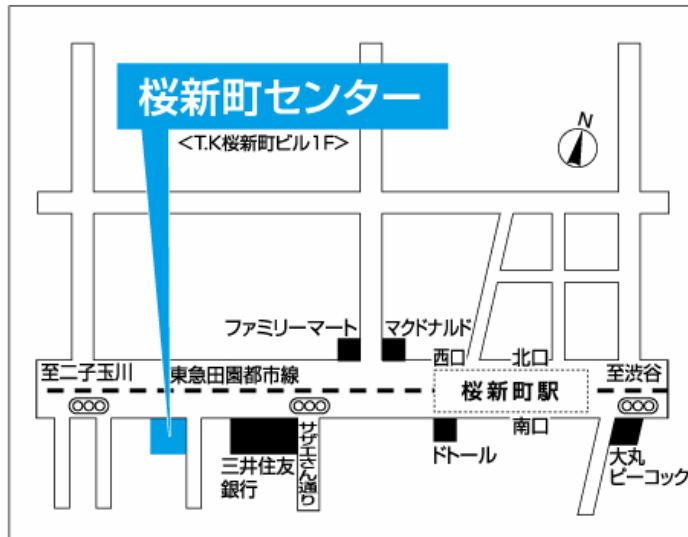 桜新町センター
＜T.K桜新町ビル1F＞
N
ファミリーマート
マクドナルド
西口
北口
至二子玉川
東急田園都市線
至渋谷
桜新町駅
南口
三井住友
銀行
サザエさん通り
ドトール
大丸
ピーコック